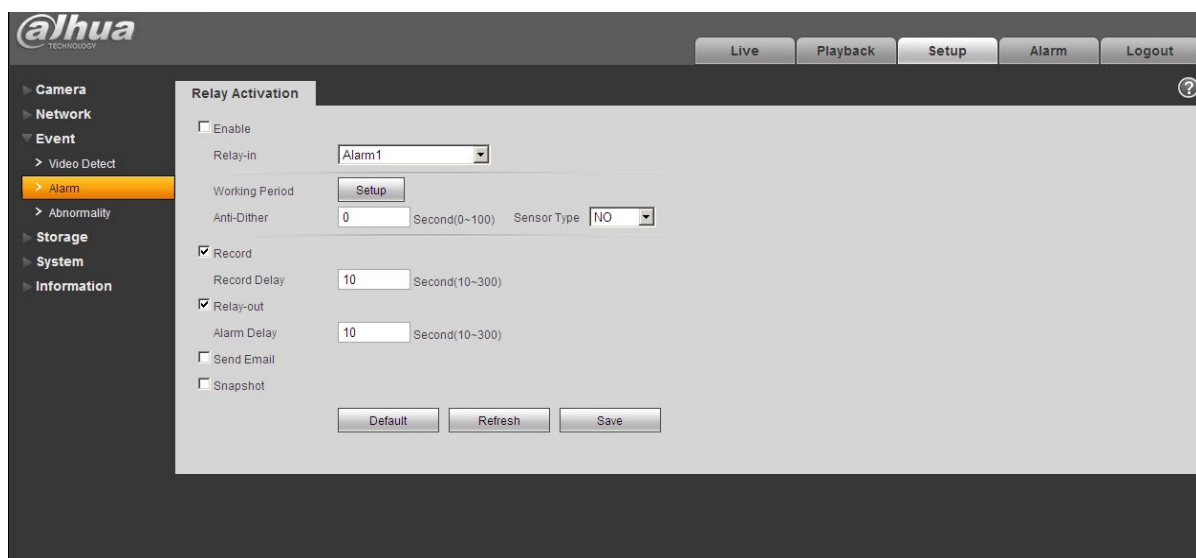 alhua
TECHNOLOGY
Live Playback Setup Alarm Logout
Camera
Network
Event
> Video Detect
> Alarm
> Abnormality
Storage
System
Information
Relay Activation
?
Enable
Relay-in Alarm1
Working Period Setup
Anti-Dither 0 Second(0~100) Sensor Type NO
Record
Record Delay 10 Second(10~300)
Relay-out
Alarm Delay 10 Second(10~300)
Send Email
Snapshot
Default Refresh Save